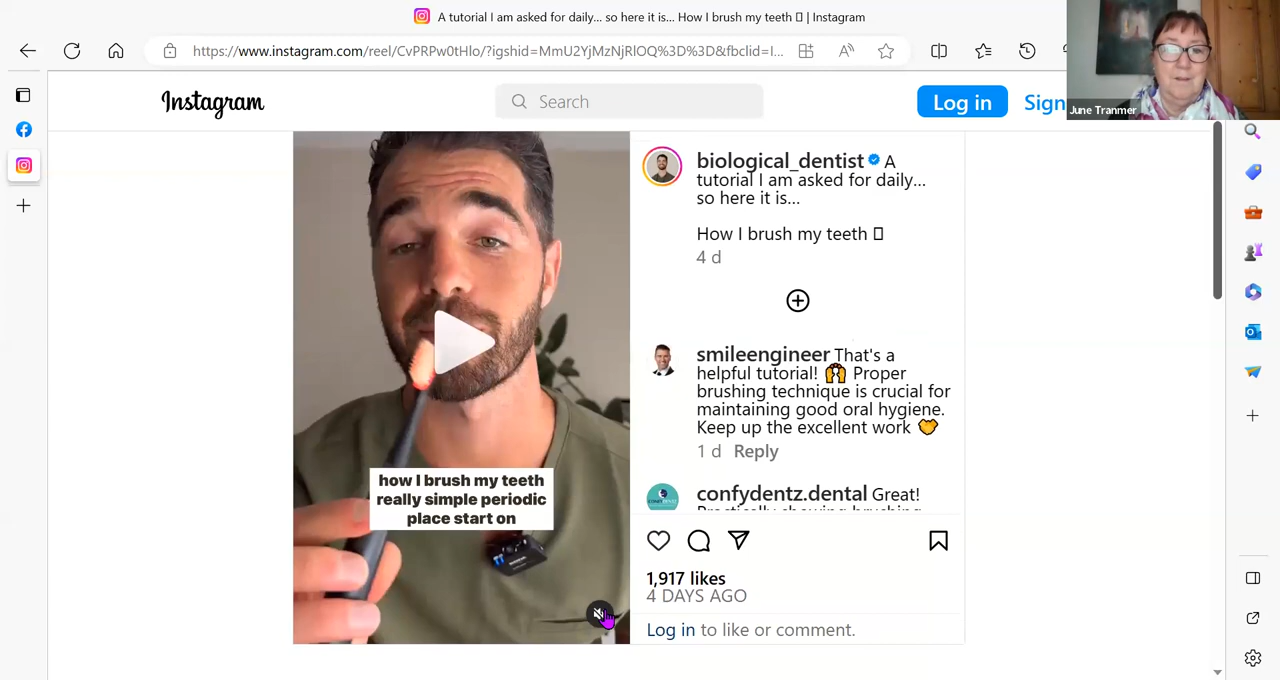 A tutorial I am asked for daily... so here it is... How I brush my teeth | Instagram
https://www.instagram.com/reel/CvPRPw0tHlo/?igshid=MmU2YjMzNjRlOQ%3D%3D&fbclid=I...
June Tranmer
Instagram
Search
Log in
Sign
biological_dentist A
tutorial I am asked for daily...
so here it is...
How I brush my teeth
4 d
smileengineer That's a
helpful tutorial! Proper
brushing technique is crucial for
maintaining good oral hygiene.
Keep up the excellent work
1 d Reply
confydentz.dental Great!
Practically showing brushing
how I brush my teeth
really simple periodic
place start on
1,917 likes
4 DAYS AGO
Log in to like or comment.